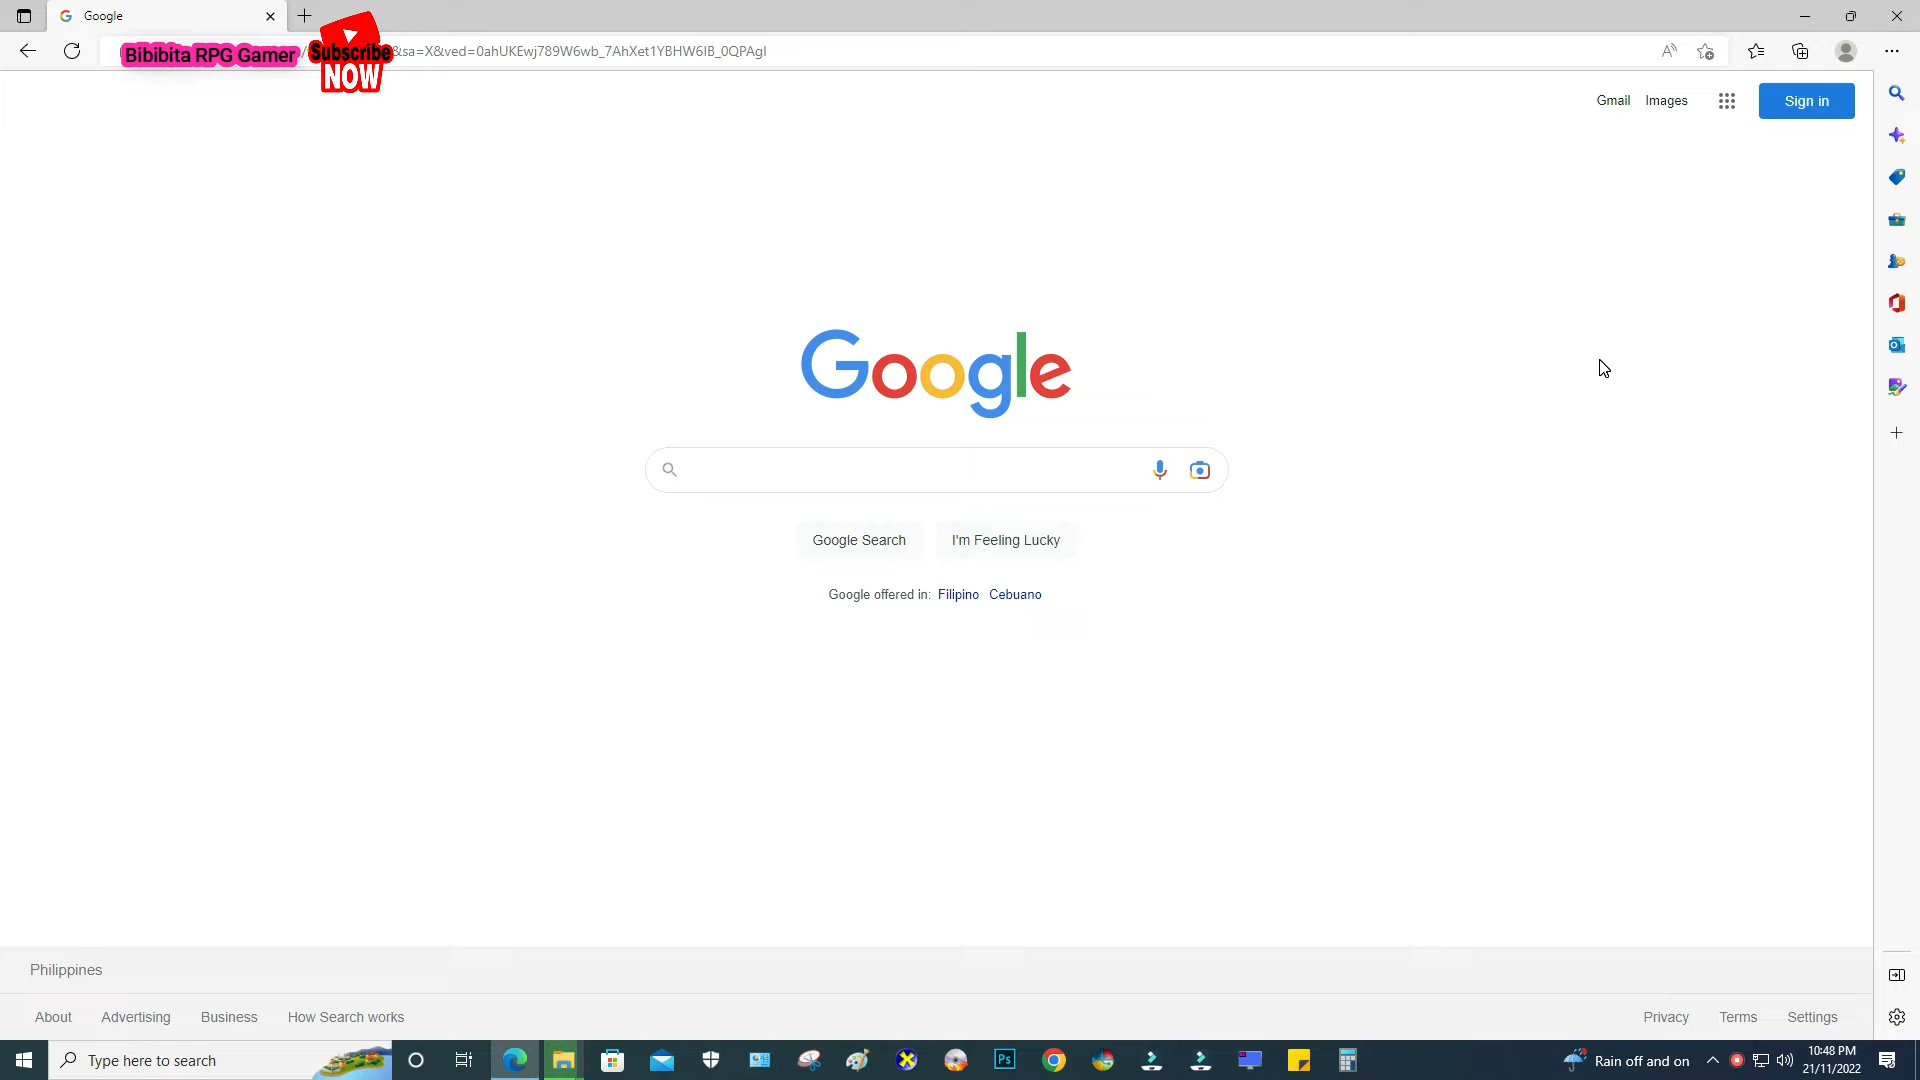 Google
Bibibita RPG Gamer
Subscribe
NOW
/
&sa=X&ved=0ahUKEwj789W6wb_7AhXet1YBHW6IB_0QPAgI
Gmail Images Sign in
Google
Google Search I'm Feeling Lucky
Google offered in: Filipino Cebuano
Philippines
About Advertising Business How Search works Privacy Terms Settings
Type here to search
Ps
Rain off and on
10:48 PM
21/11/2022